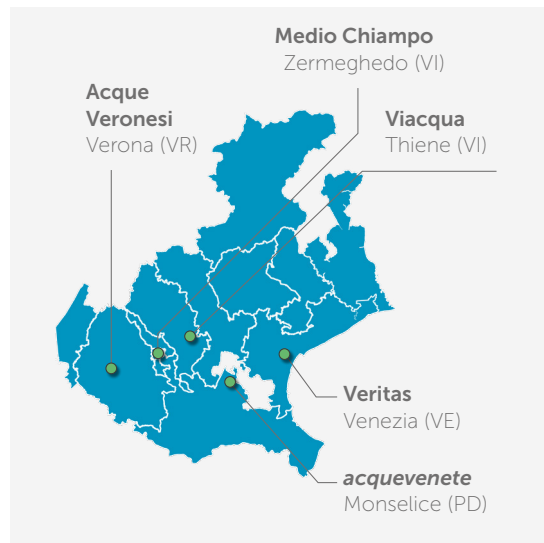 Medio Chiampo
Zermeghedo (VI)
Acque
Veronesi
Verona (VR)
Viacqua
Thiene (VI)
Veritas
Venezia (VE)
acquevenete
Monselice (PD)